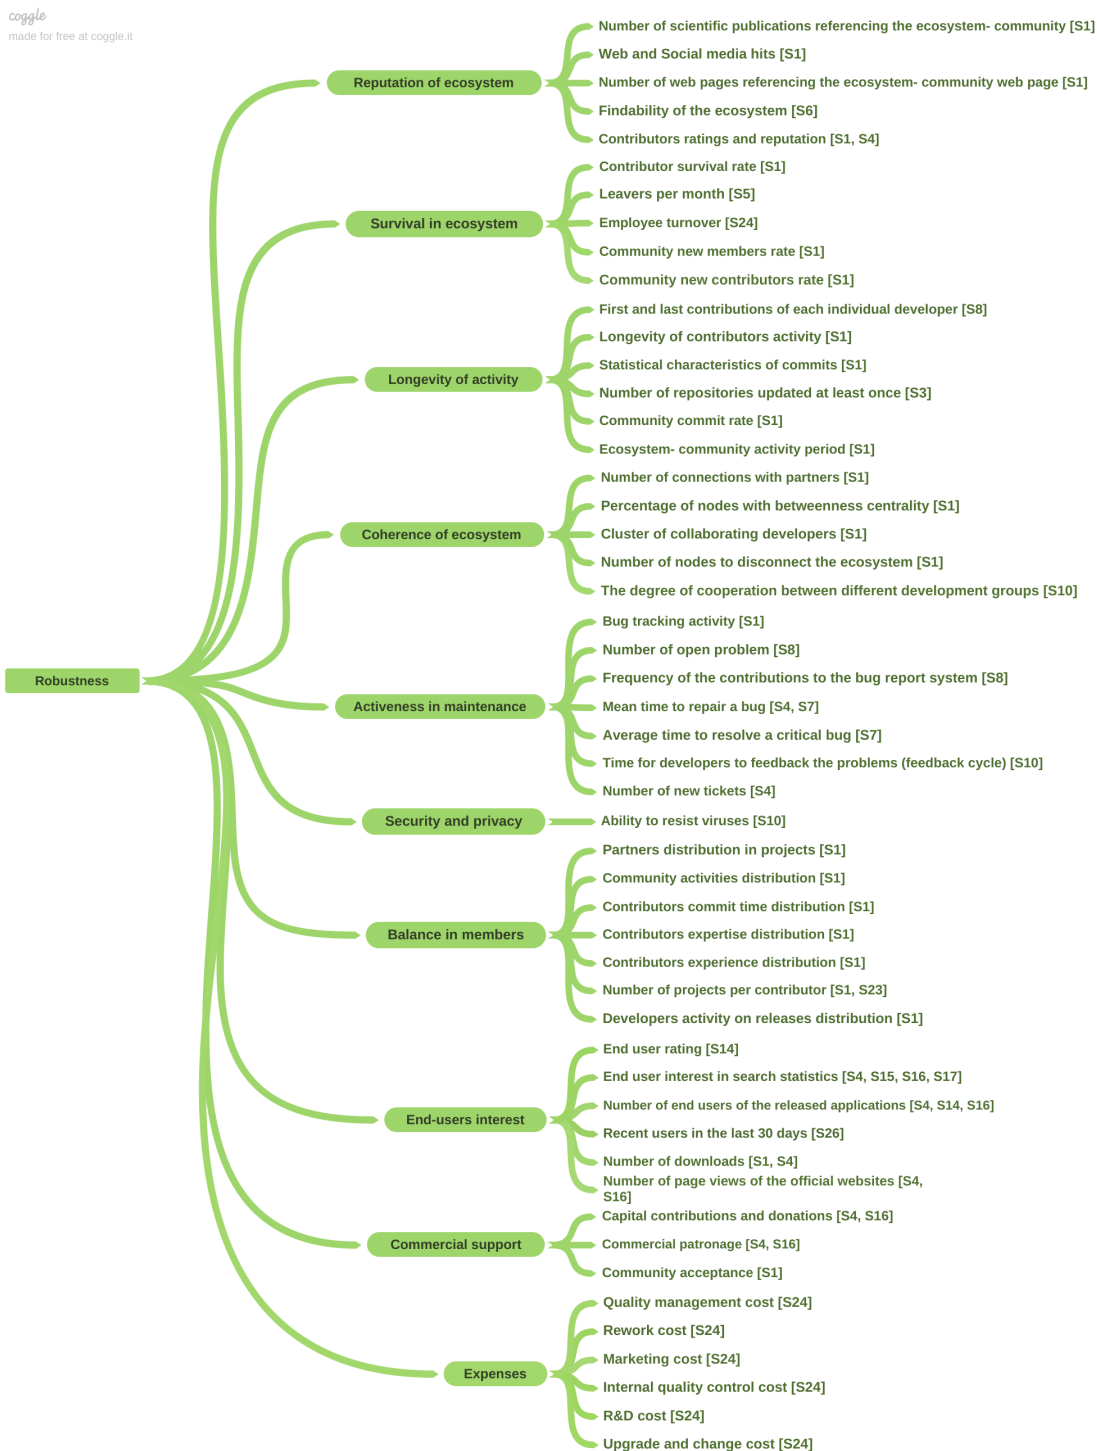 coggle
made for free at coggle.it
Robustness
Reputation of ecosystem
Number of scientific publications referencing the ecosystem- community [S1]
Web and Social media hits [S1]
Number of web pages referencing the ecosystem- community web page [S1]
Findability of the ecosystem [S6]
Contributors ratings and reputation [S1, S4]
Survival in ecosystem
Contributor survival rate [S1]
Leavers per month [S5]
Employee turnover [S24]
Community new members rate [S1]
Community new contributors rate [S1]
Longevity of activity
First and last contributions of each individual developer [S8]
Longevity of contributors activity [S1]
Statistical characteristics of commits [S1]
Number of repositories updated at least once [S3]
Community commit rate [S1]
Ecosystem- community activity period [S1]
Coherence of ecosystem
Number of connections with partners [S1]
Percentage of nodes with betweenness centrality [S1]
Cluster of collaborating developers [S1]
Number of nodes to disconnect the ecosystem [S1]
The degree of cooperation between different development groups [S10]
Activeness in maintenance
Bug tracking activity [S1]
Number of open problem [S8]
Frequency of the contributions to the bug report system [S8]
Mean time to repair a bug [S4, S7]
Average time to resolve a critical bug [S7]
Time for developers to feedback the problems (feedback cycle) [S10]
Number of new tickets [S4]
Security and privacy
Ability to resist viruses [S10]
Balance in members
Partners distribution in projects [S1]
Community activities distribution [S1]
Contributors commit time distribution [S1]
Contributors expertise distribution [S1]
Contributors experience distribution [S1]
Number of projects per contributor [S1, S23]
Developers activity on releases distribution [S1]
End-users interest
End user rating [S14]
End user interest in search statistics [S4, S15, S16, S17]
Number of end users of the released applications [S4, S14, S16]
Recent users in the last 30 days [S26]
Number of downloads [S1, S4]
Number of page views of the official websites [S4,
S16]
Commercial support
Capital contributions and donations [S4, S16]
Commercial patronage [S4, S16]
Community acceptance [S1]
Expenses
Quality management cost [S24]
Rework cost [S24]
Marketing cost [S24]
Internal quality control cost [S24]
R&D cost [S24]
Upgrade and change cost [S24]